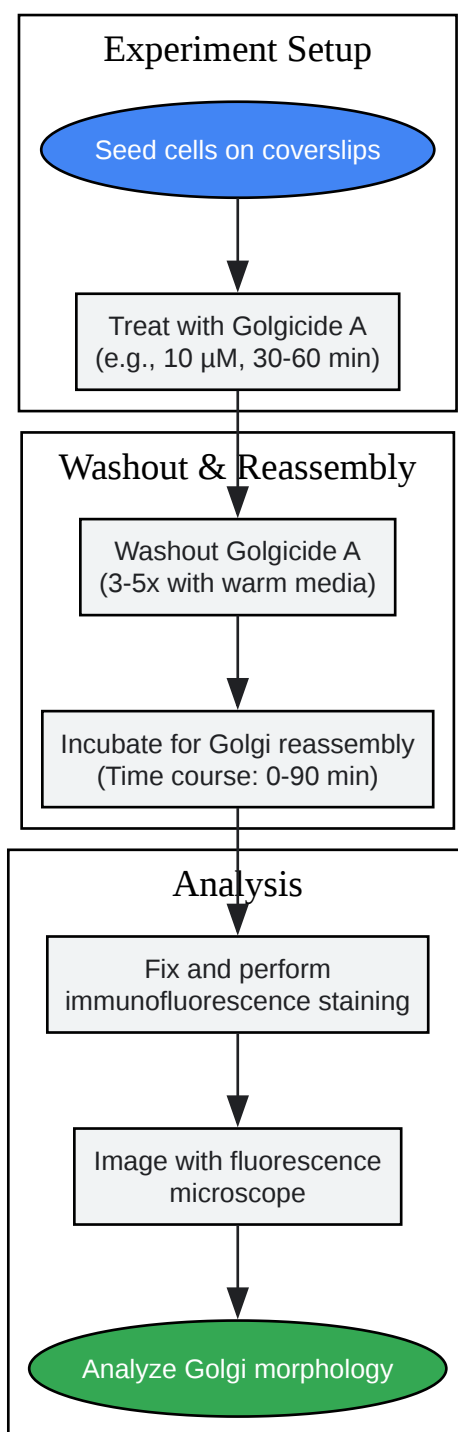 Experiment Setup
Seed cells on coverslips
Treat with Golgicide A
(e.g., 10 µM, 30-60 min)
Washout & Reassembly
Washout Golgicide A
(3-5x with warm media)
Incubate for Golgi reassembly
(Time course: 0-90 min)
Analysis
Fix and perform
immunofluorescence staining
Image with fluorescence
microscope
Analyze Golgi morphology